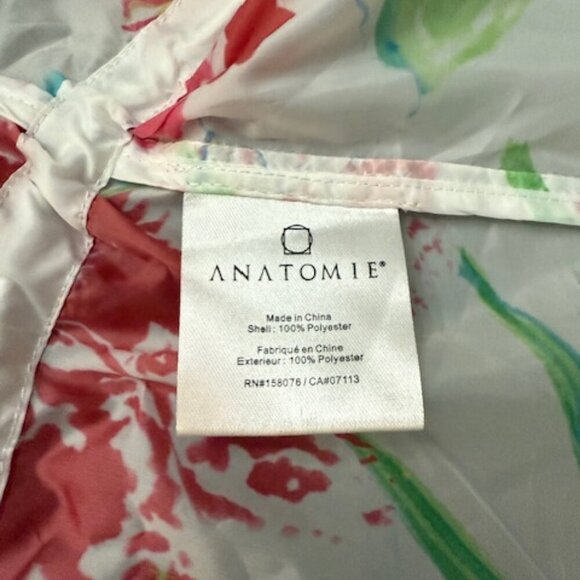 ANATOMIE®
Made in China
Shell: 100% Polyester
Fabriqué en Chine
Exterieur: 100% Polyester
RN#158076 / CA#07113